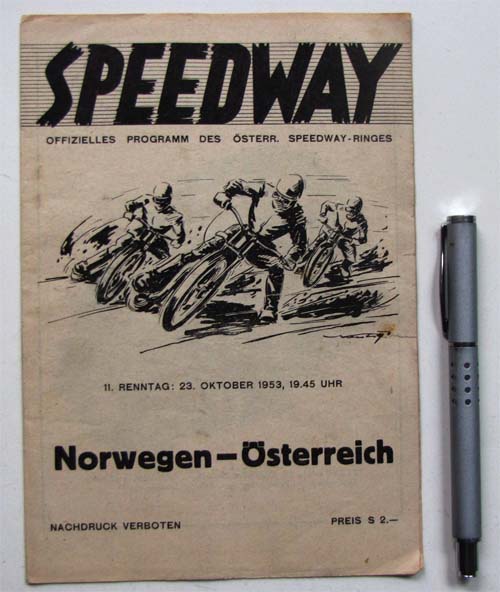 SPEEDWAY
OFFIZIELLES PROGRAMM DES ÖSTERR. SPEEDWAY-RINGES
11. RENNTAG: 23. OKTOBER 1953, 19.45 UHR
Norwegen—Österreich
NACHDRUCK VERBOTEN
PREIS S 2.—